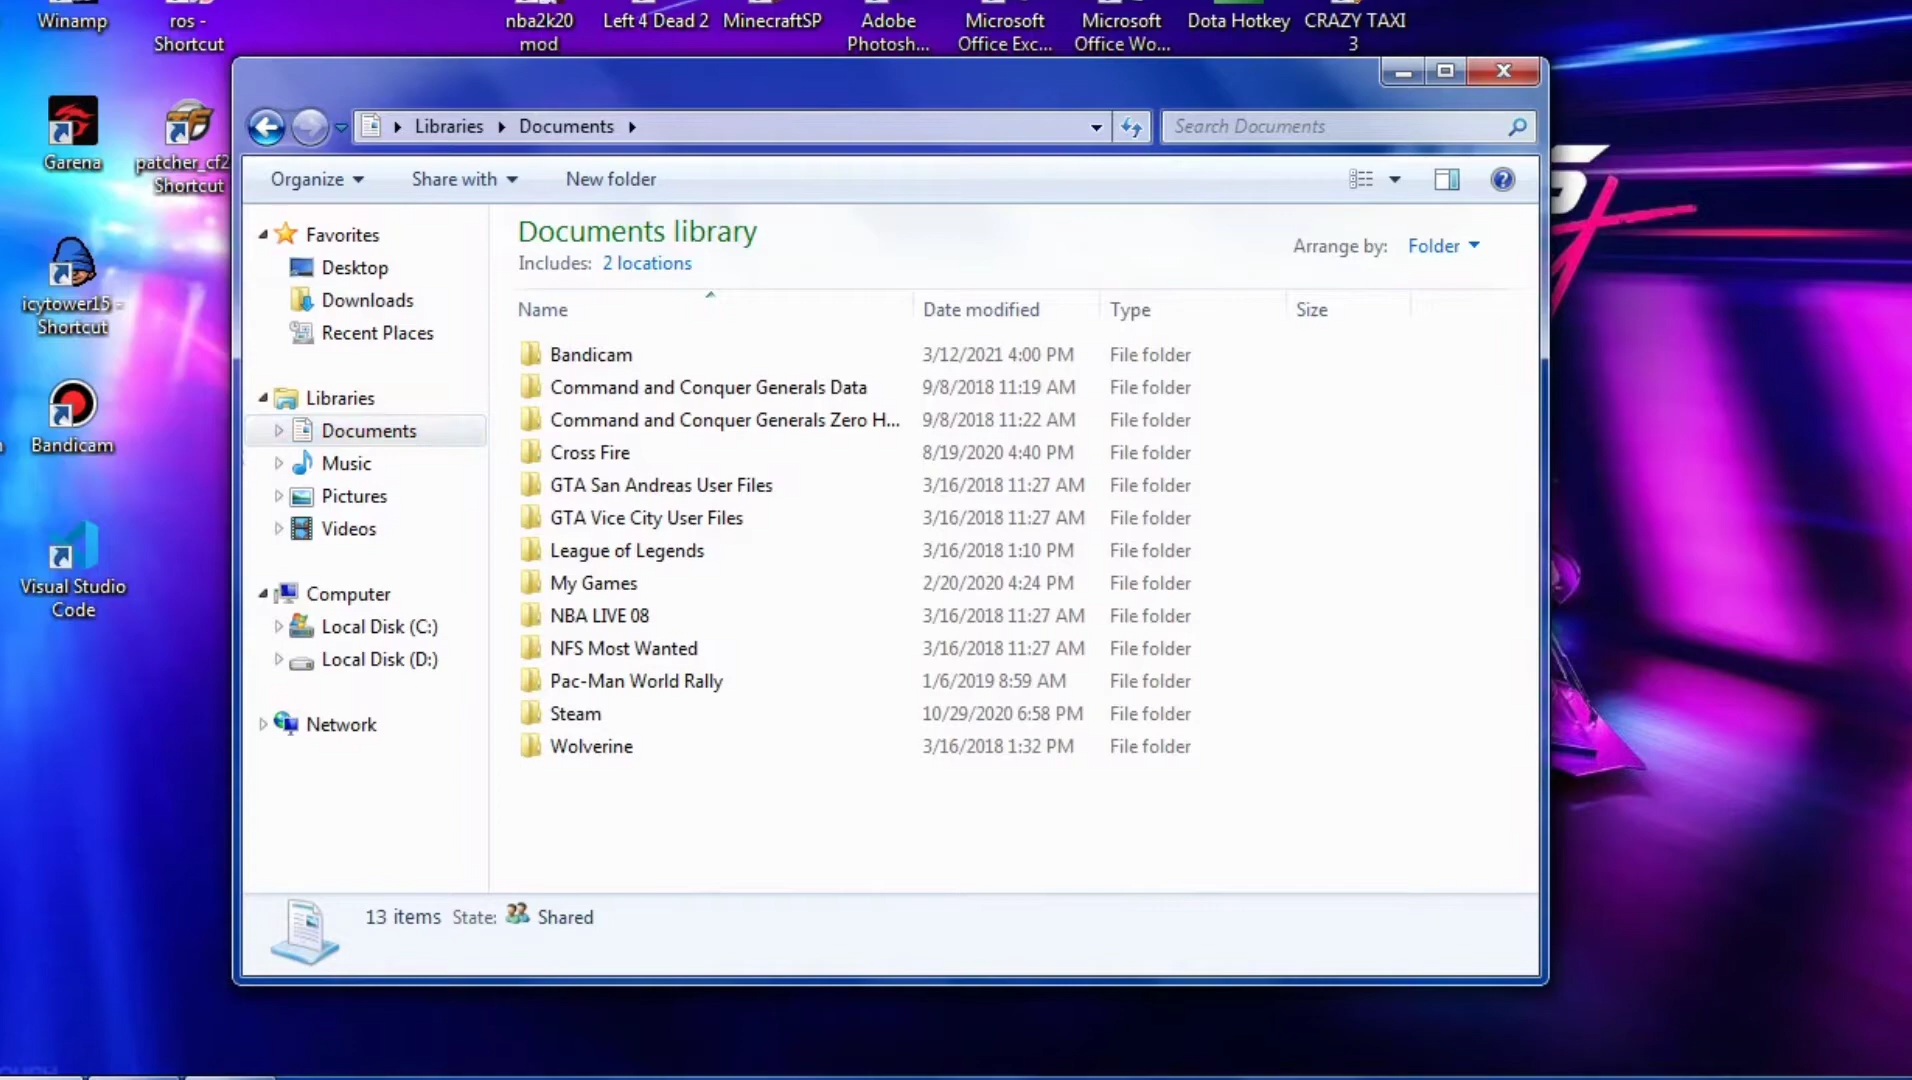 Winamp
ros -
Shortcut
nba2k20
mod
Left 4 Dead 2
MinecraftSP
Adobe
Photosh...
Microsoft
Office Exc...
Microsoft
Office Wo...
Dota Hotkey
CRAZY TAXI
3
Garena
patcher_cf2
Shortcut
icytower15 -
Shortcut
Bandicam
Visual Studio
Code
Libraries
Documents
Search Documents
Organize
Share with
New folder
Favorites
Desktop
Downloads
Recent Places
Libraries
Documents
Music
Pictures
Videos
Computer
Local Disk (C:)
Local Disk (D:)
Network
Documents library
Includes: 2 locations
Arrange by: Folder
Name Date modified Type Size
Bandicam 3/12/2021 4:00 PM File folder
Command and Conquer Generals Data 9/8/2018 11:19 AM File folder
Command and Conquer Generals Zero H... 9/8/2018 11:22 AM File folder
Cross Fire 8/19/2020 4:40 PM File folder
GTA San Andreas User Files 3/16/2018 11:27 AM File folder
GTA Vice City User Files 3/16/2018 11:27 AM File folder
League of Legends 3/16/2018 1:10 PM File folder
My Games 2/20/2020 4:24 PM File folder
NBA LIVE 08 3/16/2018 11:27 AM File folder
NFS Most Wanted 3/16/2018 11:27 AM File folder
Pac-Man World Rally 1/6/2019 8:59 AM File folder
Steam 10/29/2020 6:58 PM File folder
Wolverine 3/16/2018 1:32 PM File folder
13 items State: Shared